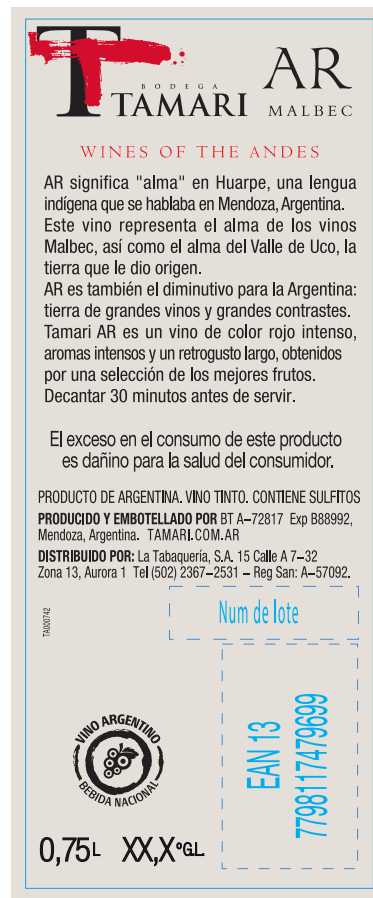 BODEGA
TAMARI
AR
MALBEC
WINES OF THE ANDES
AR significa "alma" en Huarpe, una lengua
indígena que se hablaba en Mendoza, Argentina.
Este vino representa el alma de los vinos
Malbec, así como el alma del Valle de Uco, la
tierra que le dio origen.
AR es también el diminutivo para la Argentina:
tierra de grandes vinos y grandes contrastes.
Tamari AR es un vino de color rojo intenso,
aromas intensos y un retrogusto largo, obtenidos
por una selección de los mejores frutos.
Decantar 30 minutos antes de servir.
El exceso en el consumo de este producto
es dañino para la salud del consumidor.
PRODUCTO DE ARGENTINA. VINO TINTO. CONTIENE SULFITOS
PRODUCIDO Y EMBOTELLADO POR BT A–72817 Exp B88992,
Mendoza, Argentina. TAMARI.COM.AR
DISTRIBUIDO POR: La Tabaquería, S.A. 15 Calle A 7–32
Zona 13, Aurora 1 Tel (502) 2367–2531 – Reg San: A–57092.
TA000742
Num de lote
VINO ARGENTINO
BEBIDA NACIONAL
EAN 13
7798117479699
0,75L XX,X°G.L.